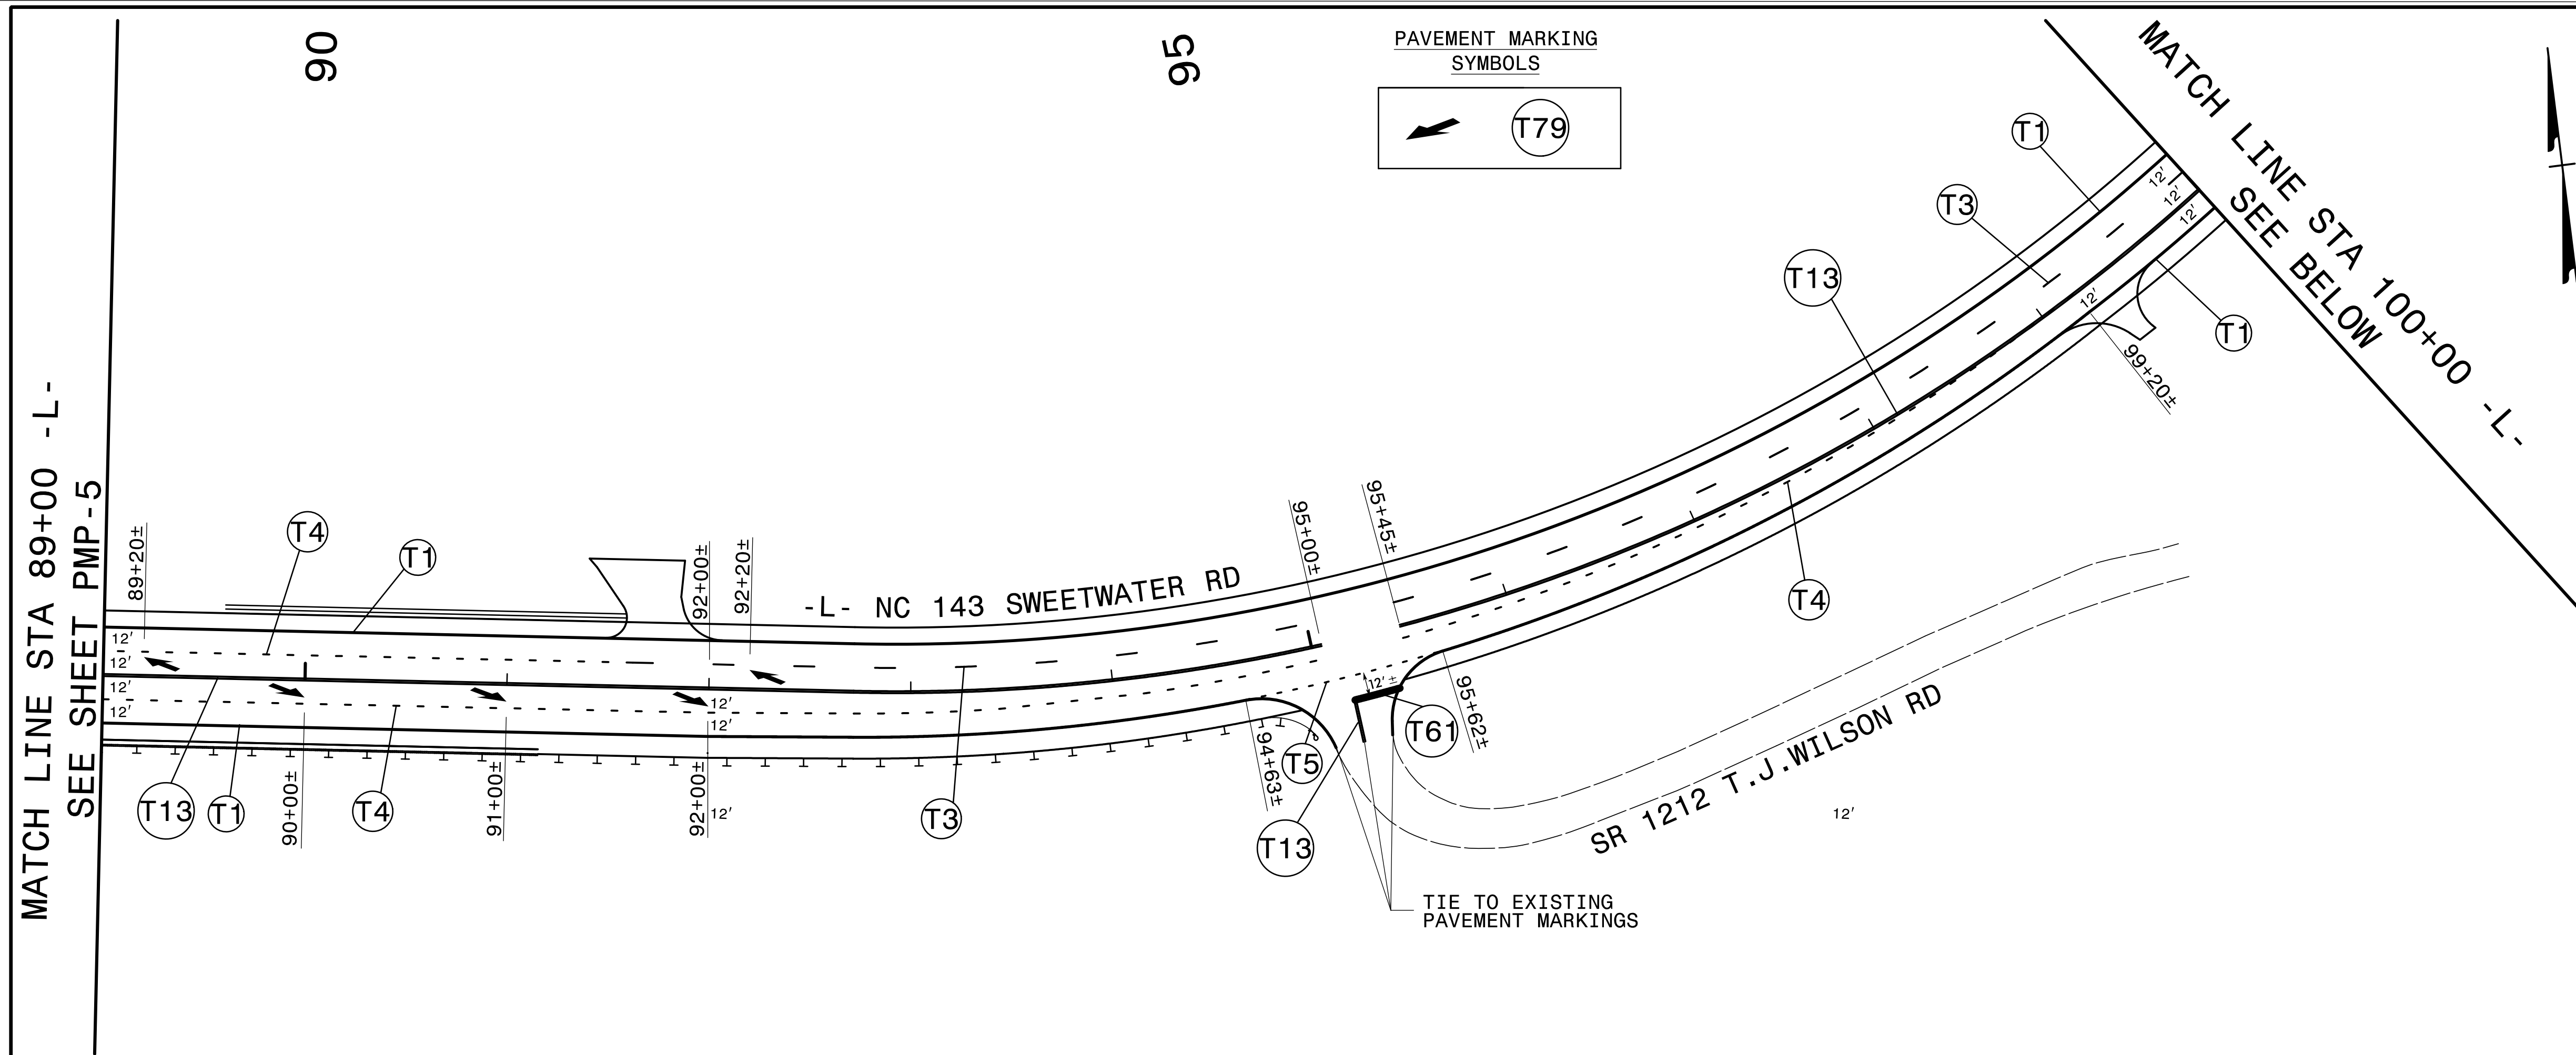 90
95
PAVEMENT MARKING
SYMBOLS
T79
MATCH LINE STA 100+00 -L-
SEE BELOW
MATCH LINE STA 89+00 -L-
SEE SHEET PMP-5
T1
T3
T13
12'
12'
12'
12'
T1
99+20±
T4
95+45±
95+00±
-L- NC 143 SWEETWATER RD
92+20±
92+00±
T1
T4
89+20±
12'
12'
12'
12'
12'
12'
12'±
T13
T1
90+00±
T4
91+00±
92+00±
12'
T3
94+63±
T5
T13
T61
95+62±
SR 1212 T.J.WILSON RD
12'
TIE TO EXISTING
PAVEMENT MARKINGS